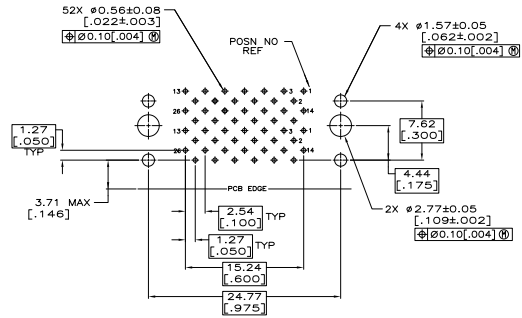 52X ⌀0.56±0.08
[.022±.003]
⌖ ⌀0.10[.004] Ⓜ
POSN NO
REF
4X ⌀1.57±0.05
[.062±.002]
⌖ ⌀0.10[.004] Ⓜ
13 3 1
2
26 14
13 3 1
2
26 14
1.27
[.050]
TYP
7.62
[.300]
4.44
[.175]
3.71 MAX
[.146]
PCB EDGE
2.54
[.100] TYP
1.27
[.050] TYP
15.24
[.600]
24.77
[.975]
2X ⌀2.77±0.05
[.109±.002]
⌖ ⌀0.10[.004] Ⓜ